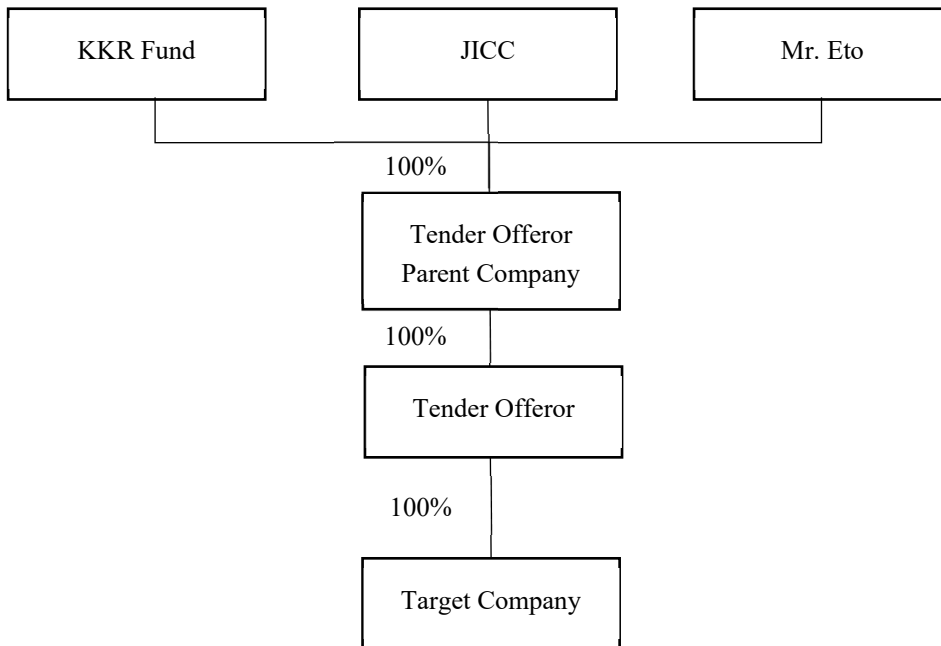 KKR Fund
JICC
Mr. Eto
100%
Tender Offeror
Parent Company
100%
Tender Offeror
100%
Target Company